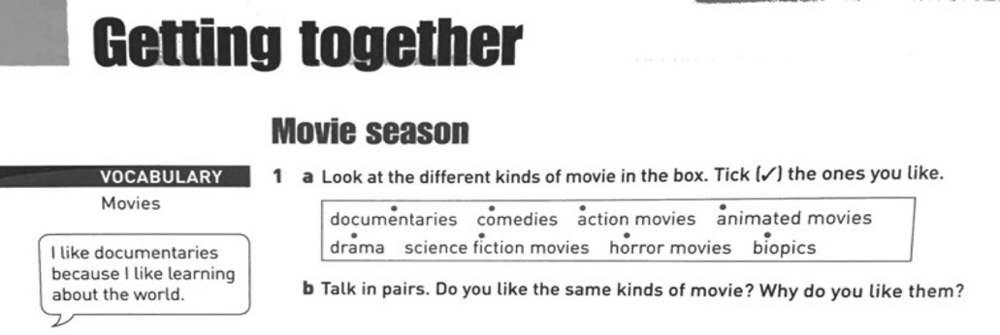 Getting together
Movie season
VOCABULARY
Movies
I like documentaries
because I like learning
about the world.
1 a Look at the different kinds of movie in the box. Tick (✓) the ones you like.
documentaries comedies action movies animated movies
drama science fiction movies horror movies biopics
b Talk in pairs. Do you like the same kinds of movie? Why do you like them?